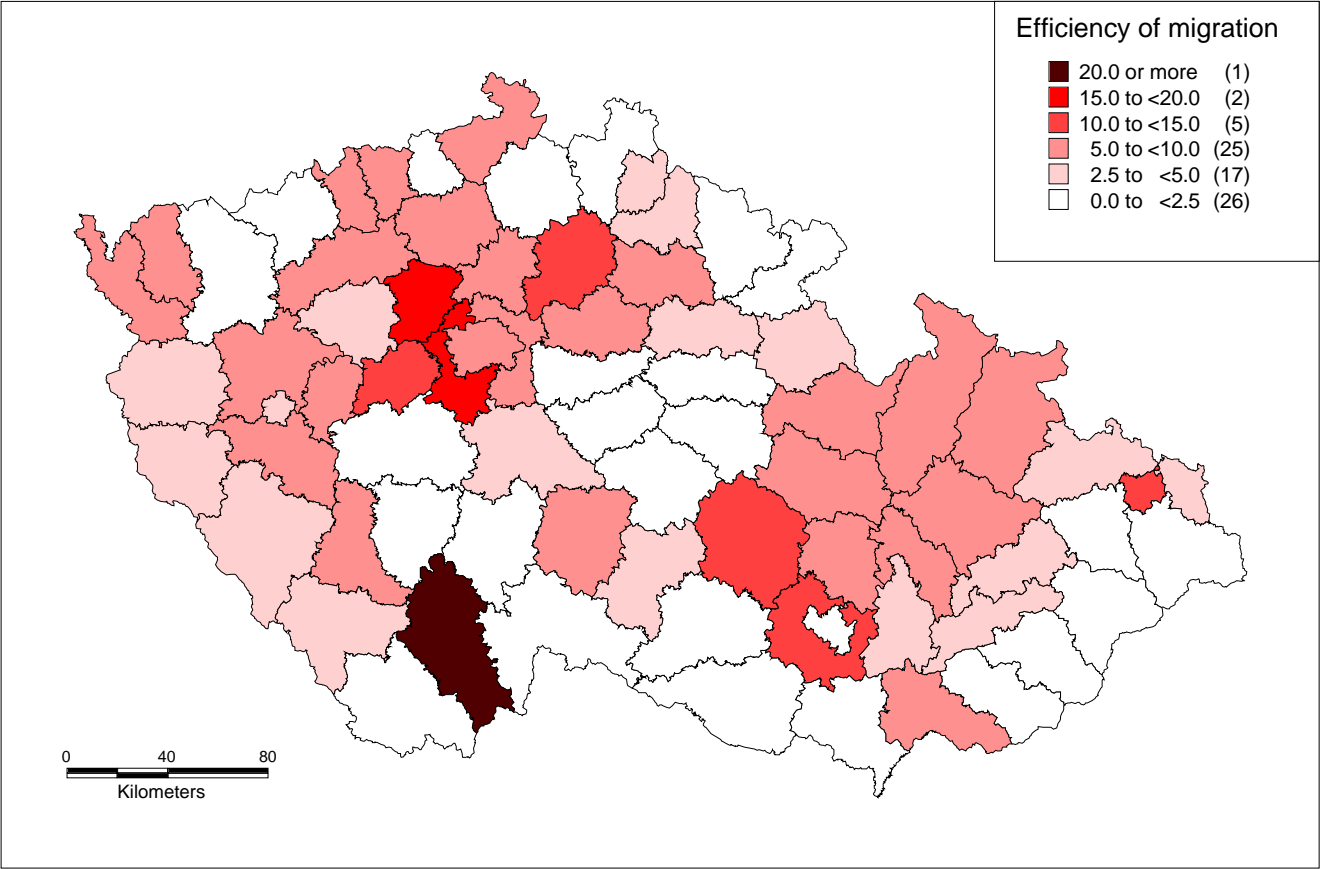 Efficiency of migration
20.0 or more (1)
15.0 to <20.0 (2)
10.0 to <15.0 (5)
5.0 to <10.0 (25)
2.5 to <5.0 (17)
0.0 to <2.5 (26)
0 40 80
Kilometers